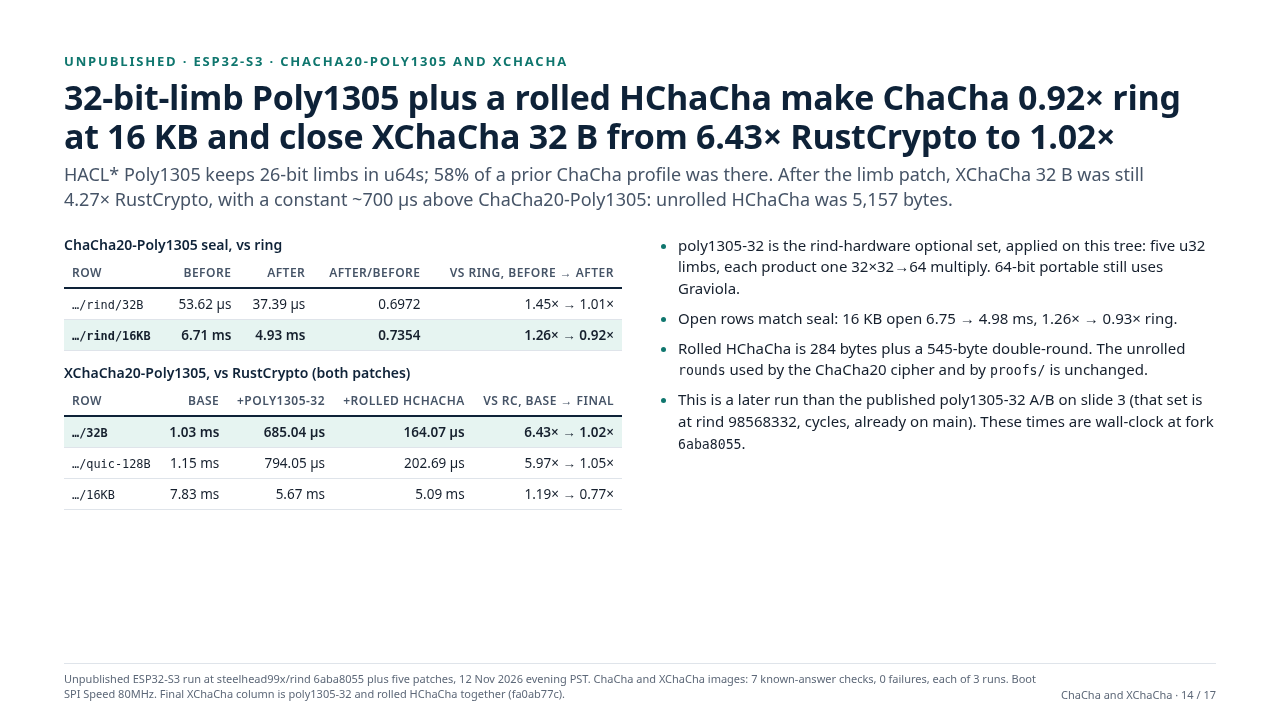 UNPUBLISHED · ESP32-S3 · CHACHA20-POLY1305 AND XCHACHA
32-bit-limb Poly1305 plus a rolled HChaCha make ChaCha 0.92× ring
at 16 KB and close XChaCha 32 B from 6.43× RustCrypto to 1.02×
HACL* Poly1305 keeps 26-bit limbs in u64s; 58% of a prior ChaCha profile was there. After the limb patch, XChaCha 32 B was still
4.27× RustCrypto, with a constant ~700 µs above ChaCha20-Poly1305: unrolled HChaCha was 5,157 bytes.
ChaCha20-Poly1305 seal, vs ring
ROW BEFORE AFTER AFTER/BEFORE VS RING, BEFORE → AFTER
…/rind/32B 53.62 µs 37.39 µs 0.6972 1.45× → 1.01×
…/rind/16KB 6.71 ms 4.93 ms 0.7354 1.26× → 0.92×
XChaCha20-Poly1305, vs RustCrypto (both patches)
ROW BASE +POLY1305-32 +ROLLED HCHACHA VS RC, BASE → FINAL
…/32B 1.03 ms 685.04 µs 164.07 µs 6.43× → 1.02×
…/quic-128B 1.15 ms 794.05 µs 202.69 µs 5.97× → 1.05×
…/16KB 7.83 ms 5.67 ms 5.09 ms 1.19× → 0.77×
• poly1305-32 is the rind-hardware optional set, applied on this tree: five u32
limbs, each product one 32×32→64 multiply. 64-bit portable still uses
Graviola.
• Open rows match seal: 16 KB open 6.75 → 4.98 ms, 1.26× → 0.93× ring.
• Rolled HChaCha is 284 bytes plus a 545-byte double-round. The unrolled
rounds used by the ChaCha20 cipher and by proofs/ is unchanged.
• This is a later run than the published poly1305-32 A/B on slide 3 (that set is
at rind 98568332, cycles, already on main). These times are wall-clock at fork
6aba8055.
Unpublished ESP32-S3 run at steelhead99x/rind 6aba8055 plus five patches, 12 Nov 2026 evening PST. ChaCha and XChaCha images: 7 known-answer checks, 0 failures, each of 3 runs. Boot
SPI Speed 80MHz. Final XChaCha column is poly1305-32 and rolled HChaCha together (fa0ab77c).
ChaCha and XChaCha · 14 / 17